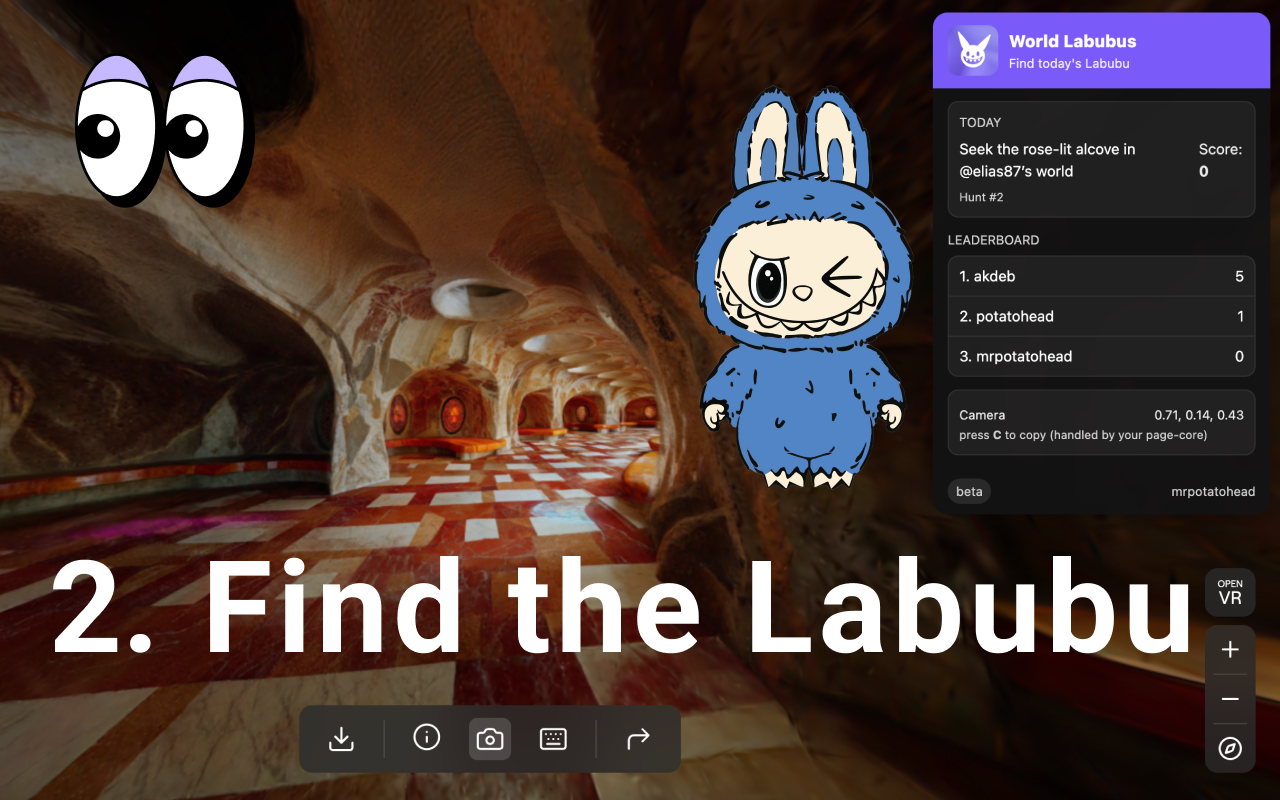 World Labubus
Find today's Labubu
TODAY
Seek the rose-lit alcove in
@elias87’s world
Score:
0
Hunt #2
LEADERBOARD
1. akdeb 5
2. potatohead 1
3. mrpotatohead 0
Camera 0.71, 0.14, 0.43
press C to copy (handled by your page-core)
beta mrpotatohead
2. Find the Labubu
OPEN
VR